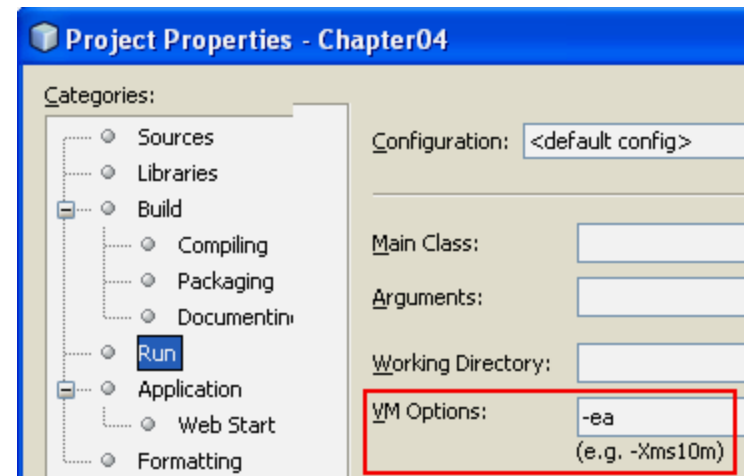 Project Properties - Chapter04
Categories:
Sources
Libraries
Build
Compiling
Packaging
Run
Application
Web Start
Formatting
Configuration: <default config>
Main Class:
Arguments:
Working Directory:
VM Options: -ea
(e.g. -Xms10m)